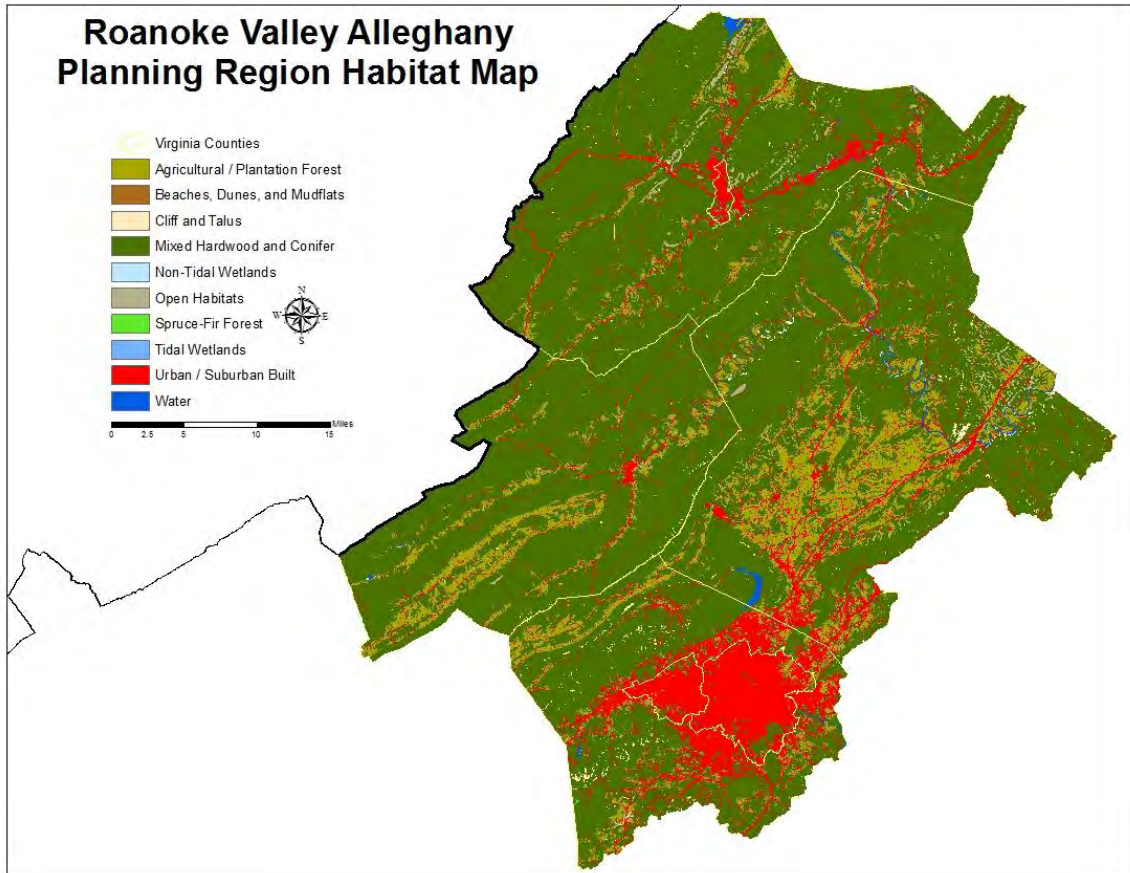 Roanoke Valley Alleghany
Planning Region Habitat Map
Virginia Counties
Agricultural / Plantation Forest
Beaches, Dunes, and Mudflats
Cliff and Talus
Mixed Hardwood and Conifer
Non-Tidal Wetlands
Open Habitats
Spruce-Fir Forest
Tidal Wetlands
Urban / Suburban Built
Water
N
W E
S
Miles
0 2.5 5 10 15